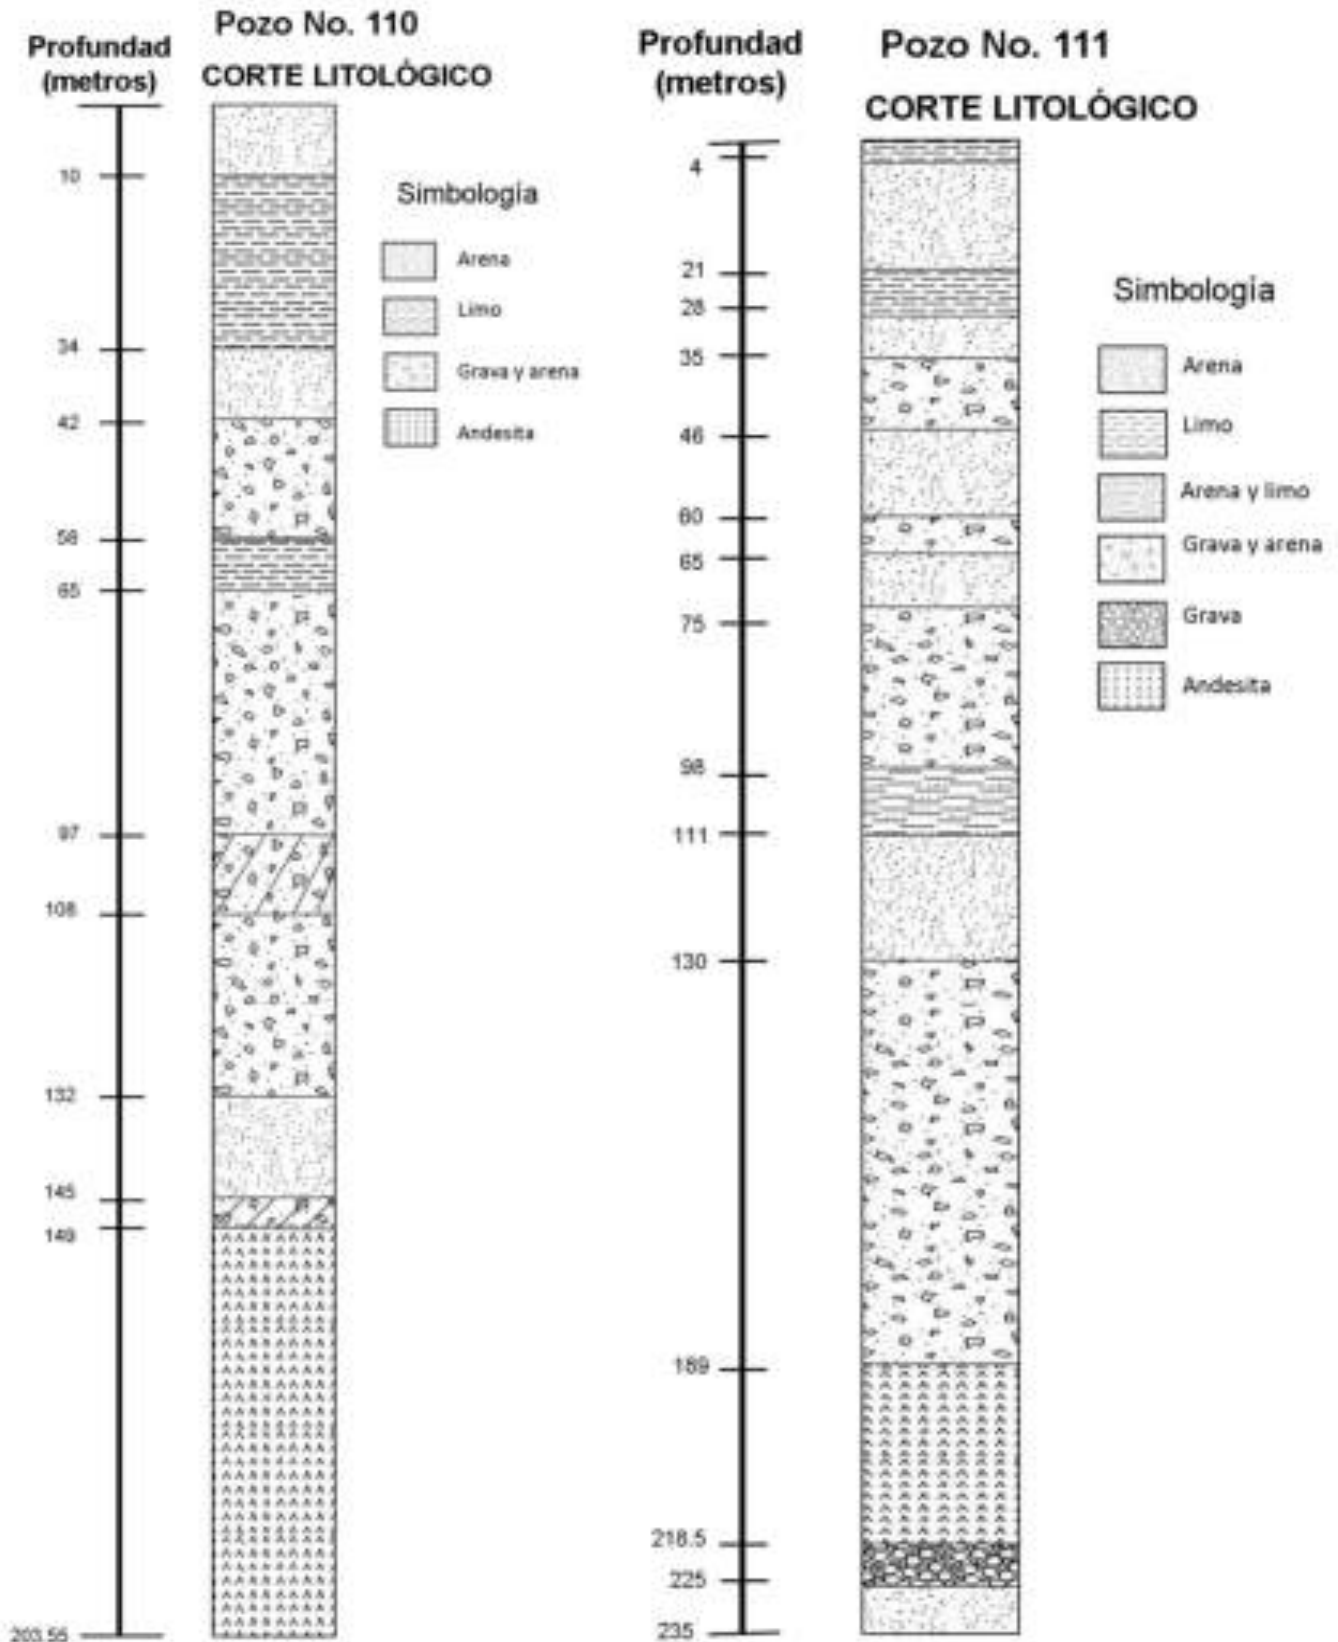 Pozo No. 110
Profundad
(metros)
CORTE LITOLÓGICO
10
34
42
58
65
97
108
132
145
149
203.55
Simbología
Arena
Limo
Grava y arena
Andesita
Pozo No. 111
Profundad
(metros)
CORTE LITOLÓGICO
4
21
28
35
46
60
65
75
98
111
130
189
218.5
225
235
Simbología
Arena
Limo
Arena y limo
Grava y arena
Grava
Andesita